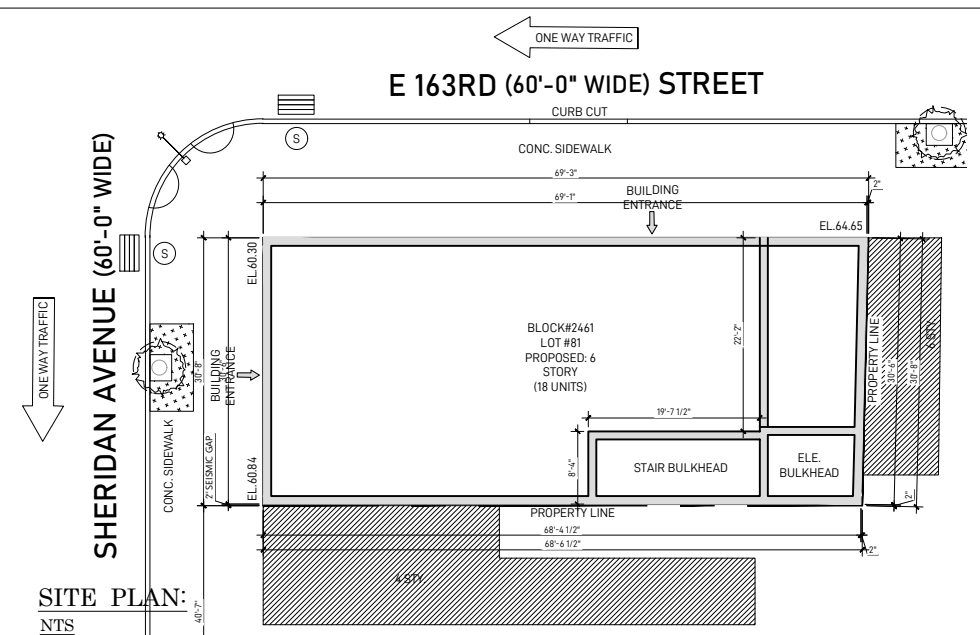 ONE WAY TRAFFIC
E 163RD (60'-0" WIDE) STREET
CURB CUT
S
CONC. SIDEWALK
69'-3"
2"
69'-1"
BUILDING
ENTRANCE
EL.64.65
SHERIDAN AVENUE (60'-0" WIDE)
ONE WAY TRAFFIC
S
CONC. SIDEWALK
30'-8"
BUILDING
ENTRANCE
2" SEISMIC GAP
EL.60.30
EL.60.84
BLOCK#2461
LOT #81
PROPOSED: 6
STORY
(18 UNITS)
22'-2"
19'-7 1/2"
8'-4"
STAIR BULKHEAD
ELE.
BULKHEAD
PROPERTY LINE
30'-6"
30'-8"
6 STY
2"
PROPERTY LINE
68'-4 1/2"
68'-6 1/2"
2"
4 STY
40'-7"
SITE PLAN:
NTS